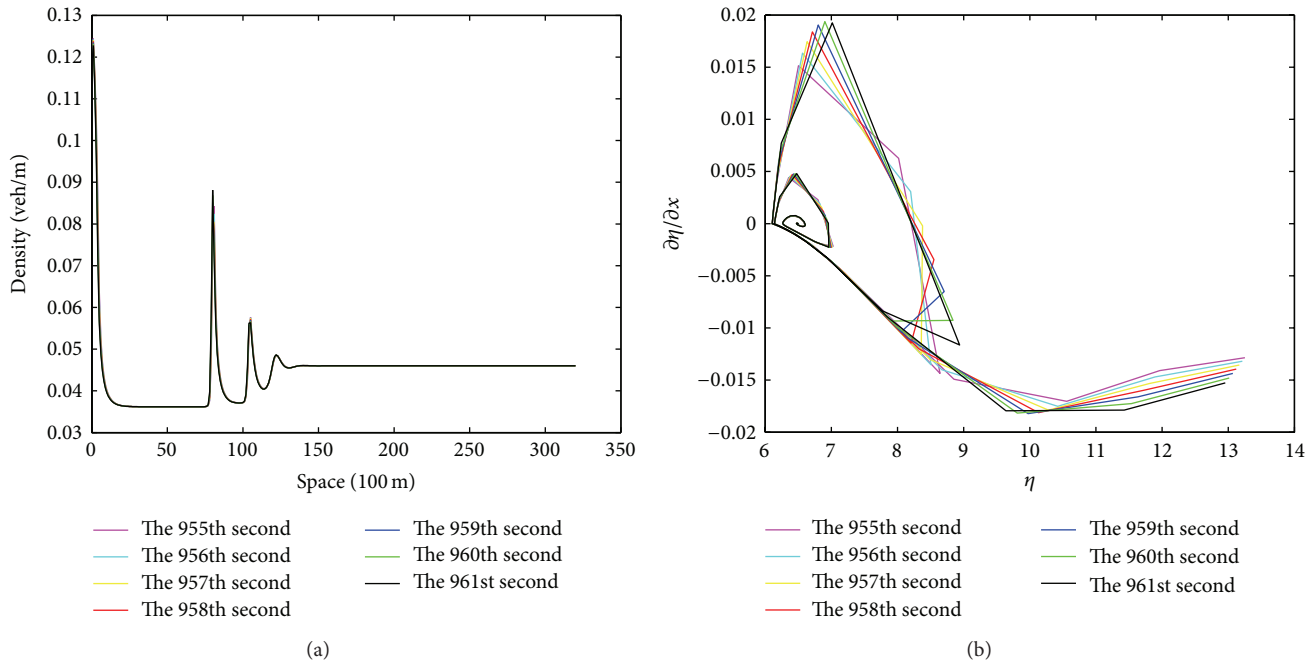 0.13
0.12
0.11
0.1
0.09
0.08
0.07
0.06
0.05
0.04
0.03
Density (veh/m)
0
50
100
150
200
250
300
350
Space (100 m)
The 955th second
The 956th second
The 957th second
The 958th second
The 959th second
The 960th second
The 961st second
(a)
0.02
0.015
0.01
0.005
0
−0.005
−0.01
−0.015
−0.02
∂η/∂x
6
7
8
9
10
11
12
13
14
η
The 955th second
The 956th second
The 957th second
The 958th second
The 959th second
The 960th second
The 961st second
(b)